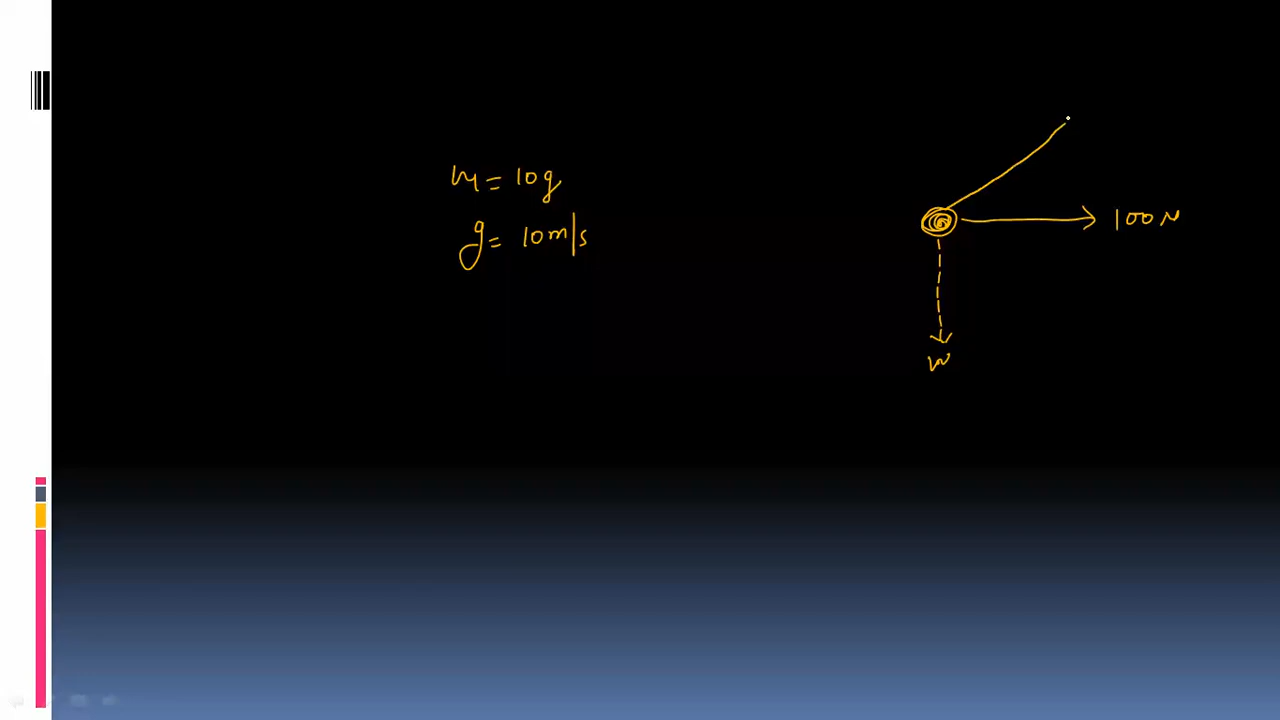 m = 10g
g = 10m/s
100N
W